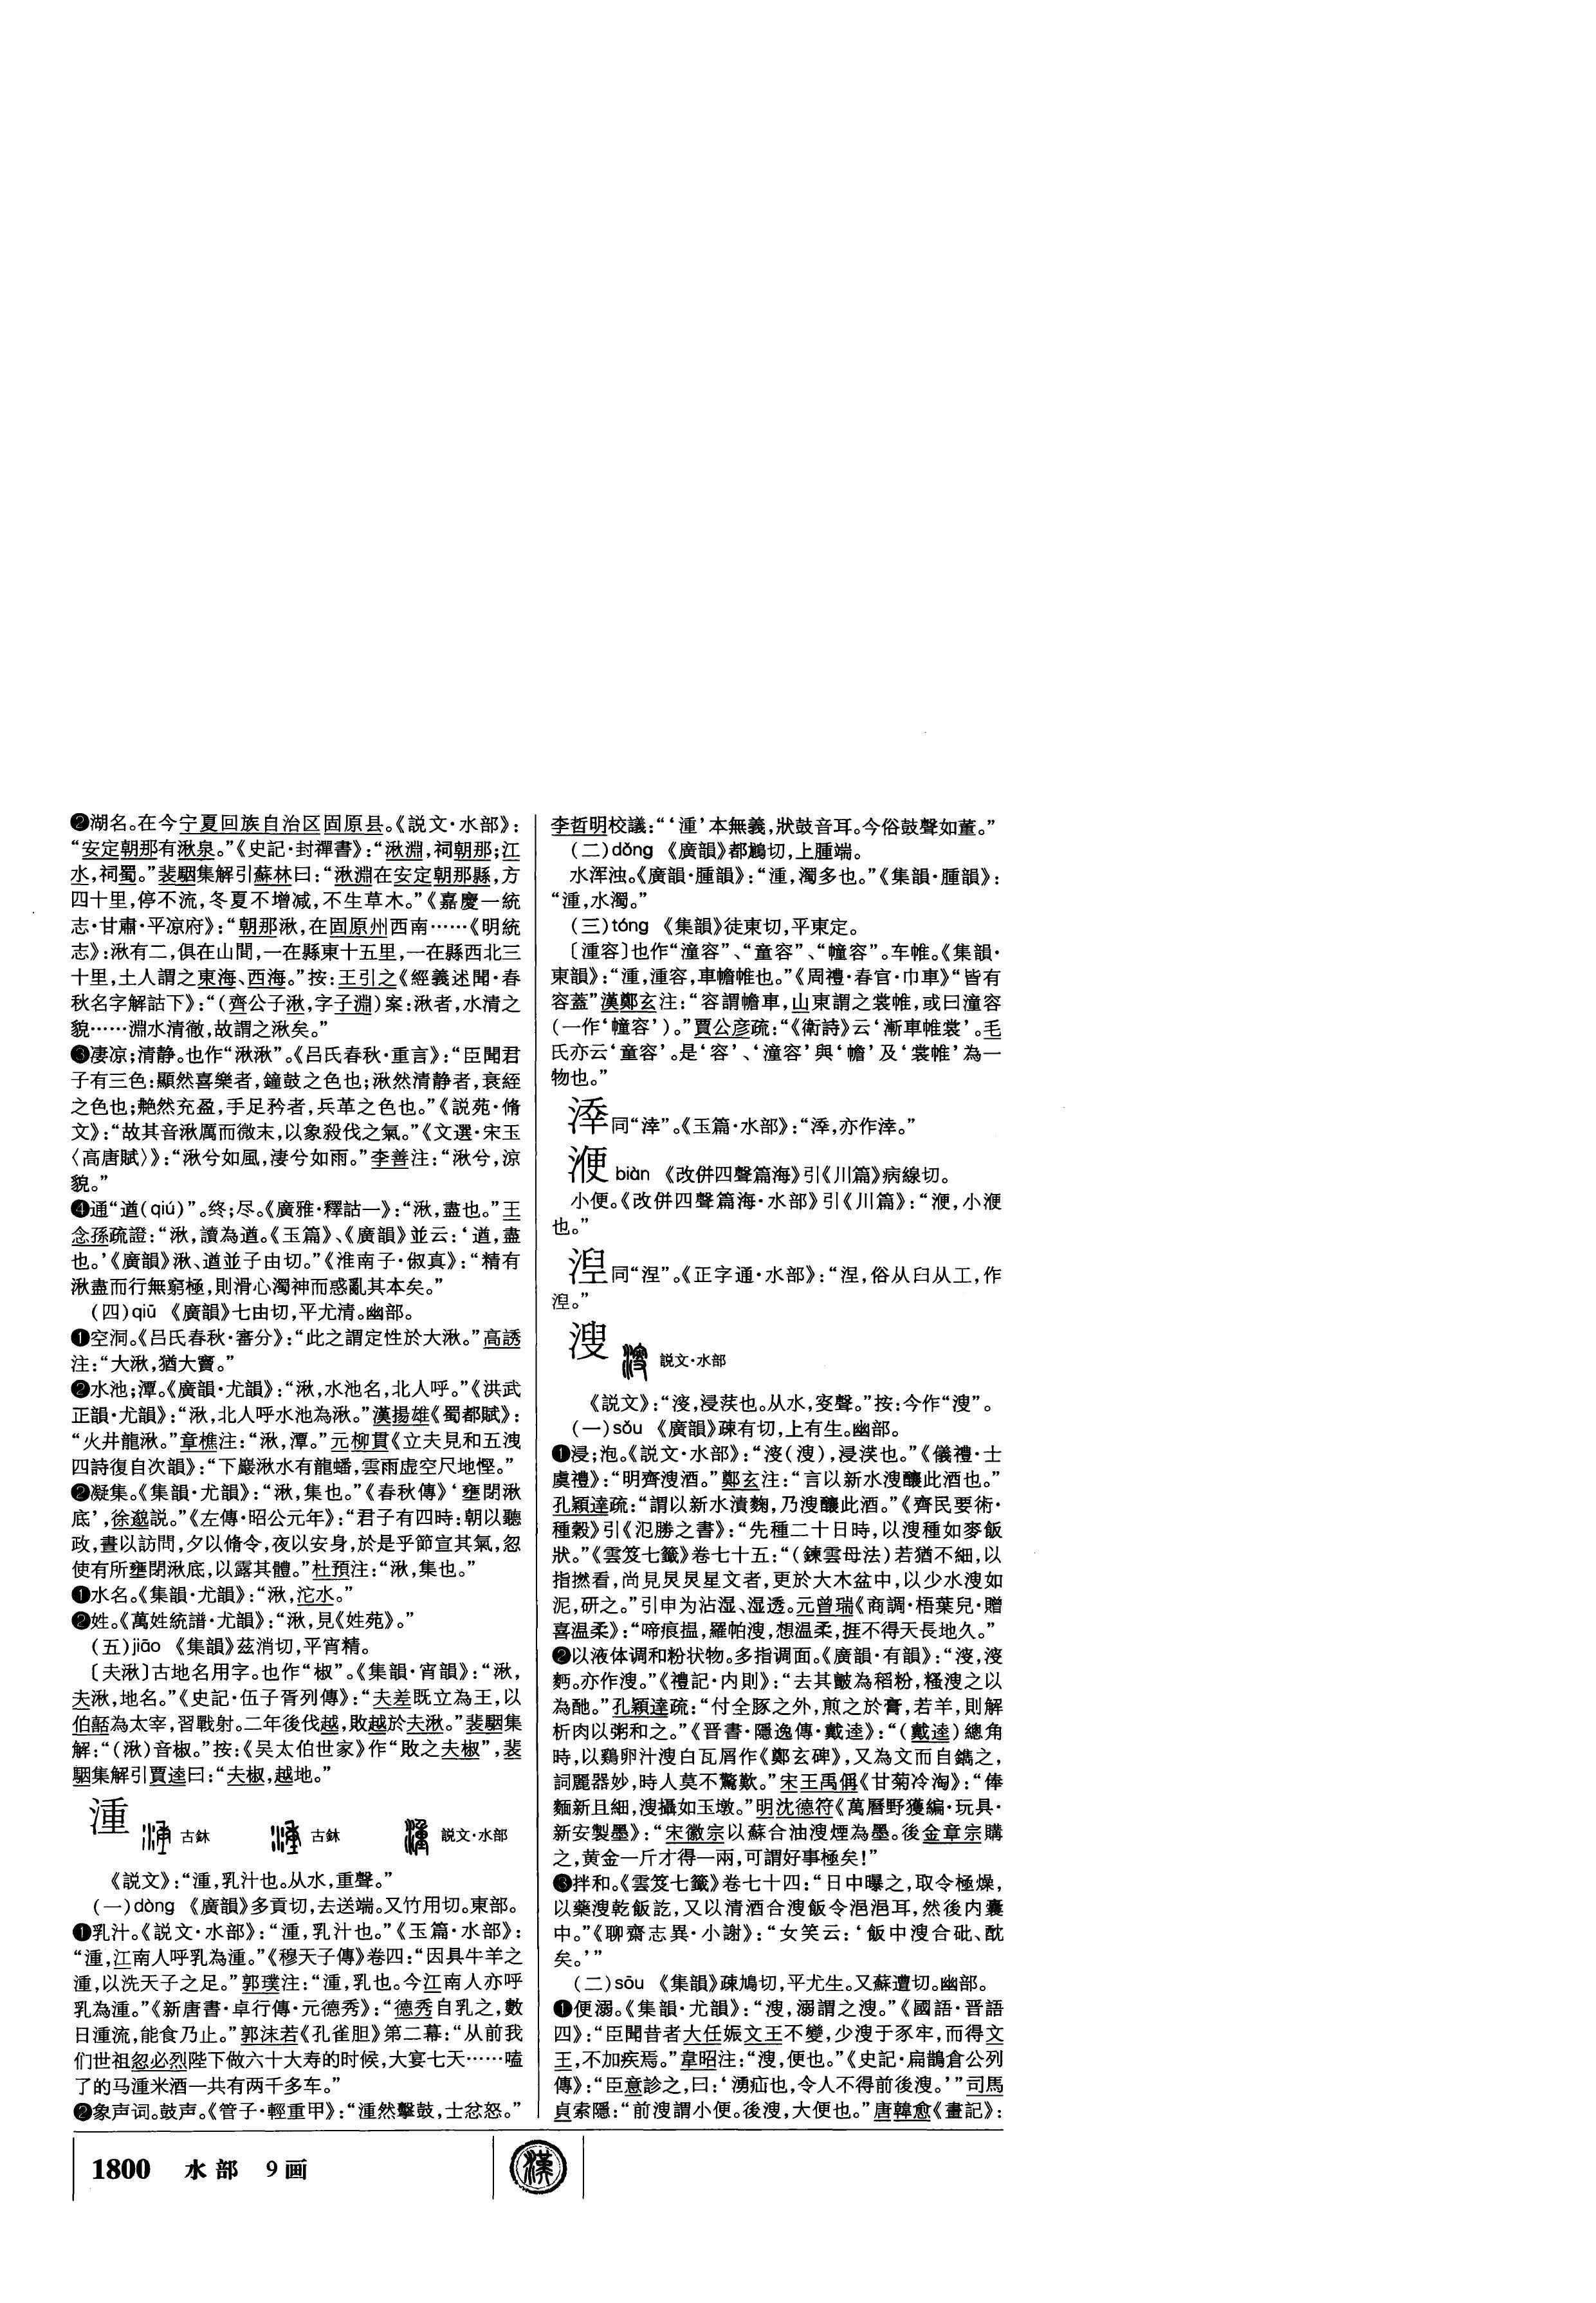 ❷湖名。在今宁夏回族自治区固原县。《説文·水部》：
“安定朝那有湫泉。”《史記·封禪書》：“湫淵，祠朝那；江
水，祠蜀。”裴駰集解引蘇林曰：“湫淵在安定朝那縣，方
四十里，停不流，冬夏不增减，不生草木。”《嘉慶一統
志·甘肅·平凉府》：“朝那湫，在固原州西南……《明統
志》：湫有二，俱在山間，一在縣東十五里，一在縣西北三
十里，土人謂之東海、西海。”按：王引之《經義述聞·春
秋名字解詁下》：“（齊公子湫，字子淵）案：湫者，水清之
貌……淵水清徹，故謂之湫矣。”
❸凄凉；清静。也作“湫湫”。《吕氏春秋·重言》：“臣聞君
子有三色：顯然喜樂者，鐘鼓之色也；湫然清静者，衰絰
之色也；艴然充盈，手足矜者，兵革之色也。”《説苑·脩
文》：“故其音湫厲而微末，以象殺伐之氣。”《文選·宋玉
〈高唐賦〉》：“湫兮如風，淒兮如雨。”李善注：“湫兮，涼
貌。”
❹通“遒（qiú）”。终；尽。《廣雅·釋詁一》：“湫，盡也。”王
念孫疏證：“湫，讀為遒。《玉篇》、《廣韻》並云：‘遒，盡
也。’《廣韻》湫、遒並子由切。”《淮南子·俶真》：“精有
湫盡而行無窮極，則滑心濁神而惑亂其本矣。”
（四）qiū 《廣韻》七由切，平尤清。幽部。
❶空洞。《吕氏春秋·審分》：“此之謂定性於大湫。”高誘
注：“大湫，猶大竇。”
❷水池；潭。《廣韻·尤韻》：“湫，水池名，北人呼。”《洪武
正韻·尤韻》：“湫，北人呼水池為湫。”漢揚雄《蜀都賦》：
“火井龍湫。”章樵注：“湫，潭。”元柳貫《立夫見和五洩
四詩復自次韻》：“下巖湫水有龍蟠，雲雨虚空尺地慳。”
❷凝集。《集韻·尤韻》：“湫，集也。”《春秋傳》‘壅閉湫
底’，徐邈説。”《左傳·昭公元年》：“君子有四時：朝以聽
政，晝以訪問，夕以脩令，夜以安身，於是乎節宣其氣，忽
使有所壅閉湫底，以露其體。”杜預注：“湫，集也。”
❶水名。《集韻·尤韻》：“湫，沱水。”
❷姓。《萬姓統譜·尤韻》：“湫，見《姓苑》。”
（五）jiāo 《集韻》茲消切，平宵精。
〔夫湫〕古地名用字。也作“椒”。《集韻·宵韻》：“湫，
夫湫，地名。”《史記·伍子胥列傳》：“夫差既立為王，以
伯嚭為太宰，習戰射。二年後伐越，敗越於夫湫。”裴駰集
解：“（湫）音椒。”按：《吴太伯世家》作“敗之夫椒”，裴
駰集解引賈逵曰：“夫椒，越地。”
湩 古鉥 古鉥 説文·水部
《説文》：“湩，乳汁也。从水，重聲。”
（一）dòng 《廣韻》多貢切，去送端。又竹用切。東部。
❶乳汁。《説文·水部》：“湩，乳汁也。”《玉篇·水部》：
“湩，江南人呼乳為湩。”《穆天子傳》卷四：“因具牛羊之
湩，以洗天子之足。”郭璞注：“湩，乳也。今江南人亦呼
乳為湩。”《新唐書·卓行傳·元德秀》：“德秀自乳之，數
日湩流，能食乃止。”郭沫若《孔雀胆》第二幕：“从前我
们世祖忽必烈陛下做六十大寿的时候，大宴七天……嗑
了的马湩米酒一共有两千多车。”
❷象声词。鼓声。《管子·輕重甲》：“湩然擊鼓，士忿怒。”
李哲明校議：“‘湩’本無義，狀鼓音耳。今俗鼓聲如董。”
（二）dǒng 《廣韻》都鵴切，上腫端。
水浑浊。《廣韻·腫韻》：“湩，濁多也。”《集韻·腫韻》：
“湩，水濁。”
（三）tóng 《集韻》徒東切，平東定。
〔湩容〕也作“潼容”、“童容”、“幢容”。车帷。《集韻·
東韻》：“湩，湩容，車幨帷也。”《周禮·春官·巾車》“皆有
容蓋”漢鄭玄注：“容謂幨車，山東謂之裳帷，或曰潼容
（一作‘幢容’）。”賈公彦疏：“《衛詩》云‘漸車帷裳’。毛
氏亦云‘童容’。是‘容’、‘潼容’與‘幨’及‘裳帷’為一
物也。”
同“涬”。《玉篇·水部》：“亦作涬。”
㴜 biàn 《改併四聲篇海》引《川篇》病線切。
小便。《改併四聲篇海·水部》引《川篇》：“㴜，小㴜
也。”
湼同“涅”。《正字通·水部》：“涅，俗从臼从工，作
湼。”
溲 説文·水部
《説文》：“浚，浸茨也。从水，叜聲。”按：今作“溲”。
（一）sǒu 《廣韻》疎有切，上有生。幽部。
❶浸；泡。《説文·水部》：“（溲），浸渶也。”《儀禮·士
虞禮》：“明齊溲酒。”鄭玄注：“言以新水溲釀此酒也。”
孔穎達疏：“謂以新水漬麴，乃溲釀此酒。”《齊民要術·
種穀》引《氾勝之書》：“先種二十日時，以溲種如麥飯
狀。”《雲笈七籤》卷七十五：“（鍊雲母法）若猶不細，以
指撚看，尚見炅炅星文者，更於大木盆中，以少水溲如
泥，研之。”引申为沾湿、湿透。元曾瑞《商調·梧葉兒·贈
喜温柔》：“啼痕揾，羅帕溲，想温柔，捱不得天長地久。”
❷以液体调和粉状物。多指调面。《廣韻·有韻》：“溲，溲
麪。亦作溲。”《禮記·内則》：“去其皽為稻粉，糔溲之以
為酏。”孔穎達疏：“付全豚之外，煎之於膏，若羊，則解
析肉以粥和之。”《晋書·隱逸傳·戴逵》：“（戴逵）總角
時，以鷄卵汁溲白瓦屑作《鄭玄碑》，又為文而自鐫之，
詞麗器妙，時人莫不驚歎。”宋王禹偁《甘菊冷淘》：“俸
麵新且細，溲攝如玉墩。”明沈德符《萬曆野獲編·玩具·
新安製墨》：“宋徽宗以蘇合油溲煙為墨。後金章宗購
之，黄金一斤才得一兩，可謂好事極矣！”
❸拌和。《雲笈七籤》卷七十四：“日中曝之，取令極燥，
以藥溲乾飯訖，又以清酒合溲飯令浥浥耳，然後内囊
中。”《聊齋志異·小謝》：“女笑云：‘飯中溲合砒、酖
矣。’”
（二）sōu 《集韻》疎鳩切，平尤生。又蘇遭切。幽部。
❶便溺。《集韻·尤韻》：“溲，溺謂之溲。”《國語·晋語
四》：“臣聞昔者大任娠文王不變，少溲于豕牢，而得文
王，不加疾焉。”韋昭注：“溲，便也。”《史記·扁鵲倉公列
傳》：“臣意診之，曰：‘湧疝也，令人不得前後溲。’”司馬
貞索隱：“前溲謂小便。後溲，大便也。”唐韓愈《畫記》：
1800 水部 9画
漢